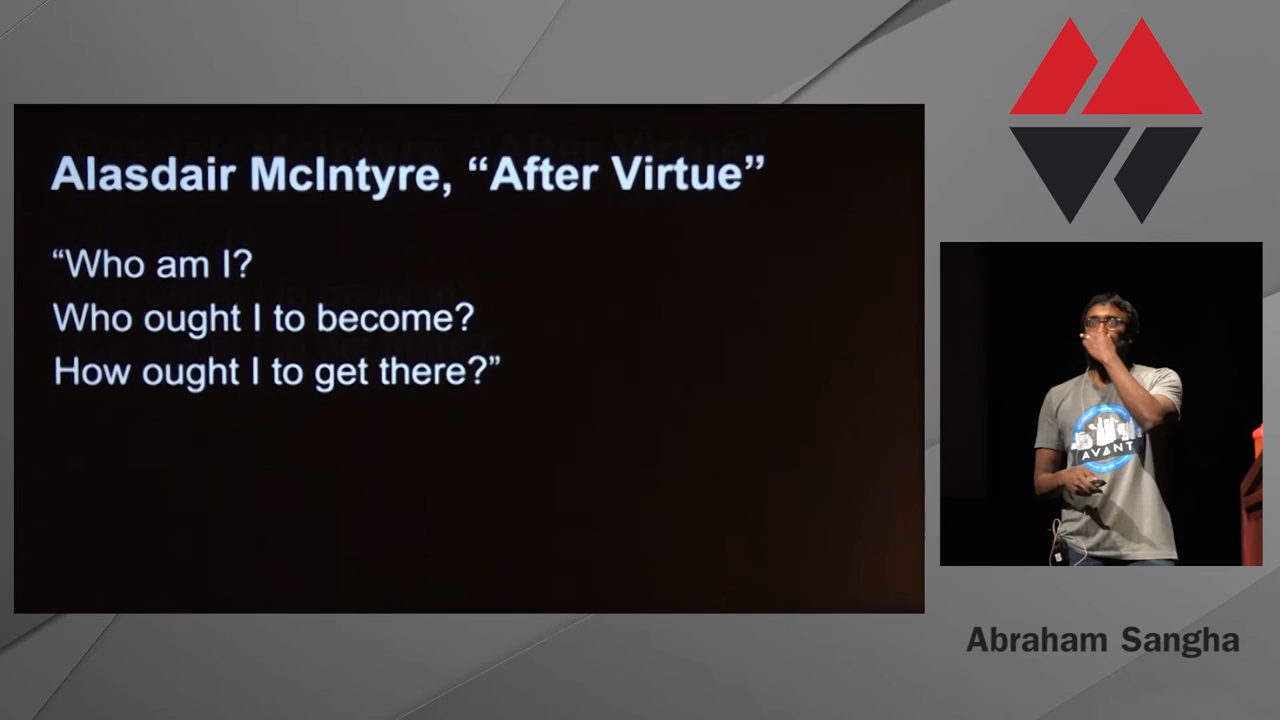 Alasdair McIntyre, “After Virtue”
“Who am I?
Who ought I to become?
How ought I to get there?”
AVANT
Abraham Sangha